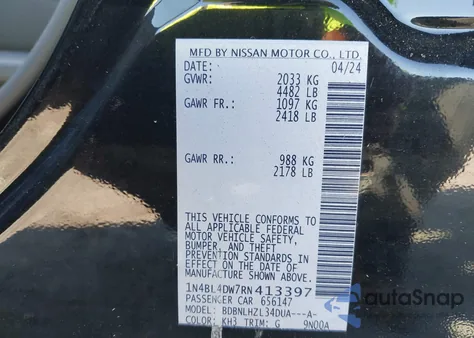 MFD BY NISSAN MOTOR CO., LTD.
DATE: 04/24
GVWR: 2033 KG
4482 LB
GAWR FR.: 1097 KG
2418 LB
GAWR RR.: 988 KG
2178 LB
THIS VEHICLE CONFORMS TO
ALL APPLICABLE FEDERAL
MOTOR VEHICLE SAFETY,
BUMPER, AND THEFT
PREVENTION STANDARDS IN
EFFECT ON THE DATE OF
MANUFACTURE SHOWN ABOVE.
1N4BL4DW7RN413397
PASSENGER CAR 656147
MODEL: BDBNLHZL34DUA---A-
COLOR: KH3 TRIM: G 9N00A
autoSnap